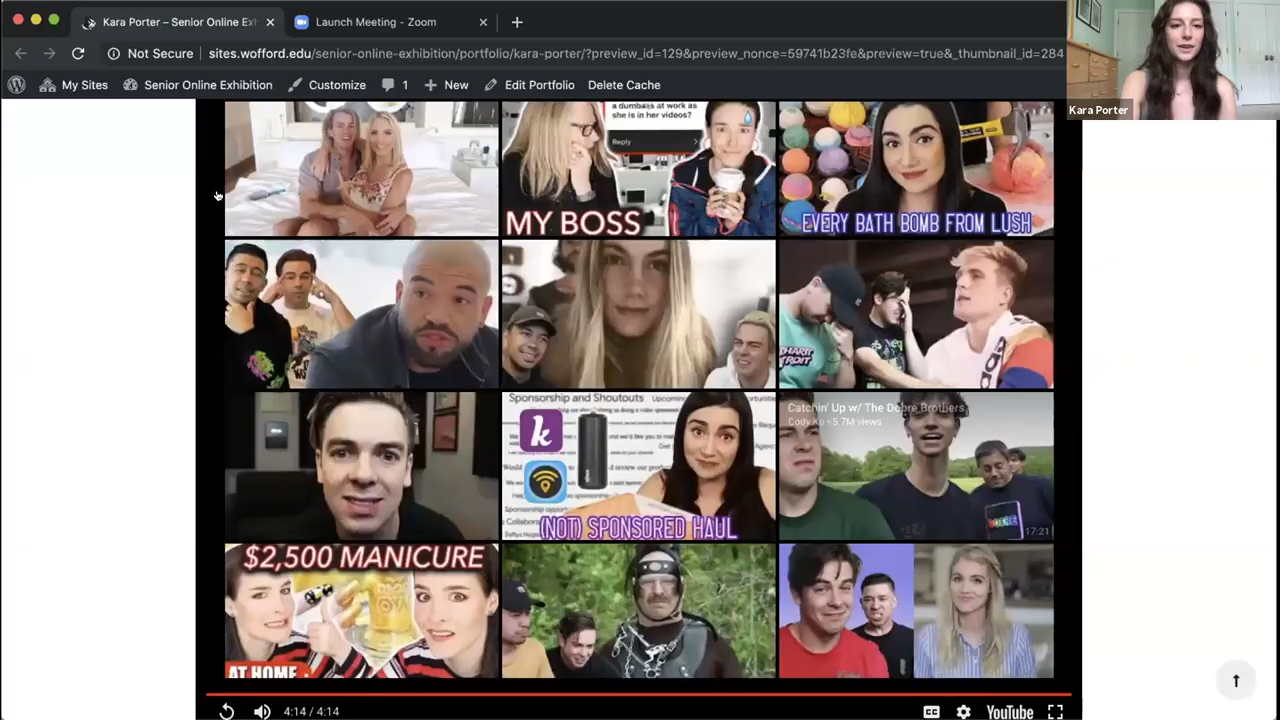 Kara Porter – Senior Online Ex
Launch Meeting - Zoom
Not Secure
sites.wofford.edu/senior-online-exhibition/portfolio/kara-porter/?preview_id=129&preview_nonce=59741b23fe&preview=true&_thumbnail_id=284
Kara Porter
My Sites
Senior Online Exhibition
Customize
1
New
Edit Portfolio
Delete Cache
a dumbass at work as
she is in her videos?
Reply
MY BOSS
EVERY BATH BOMB FROM LUSH
Sponsorship and Shoutouts
k
(NOT) SPONSORED HAUL
Catchin' Up w/ The Dobre Brothers
Cody Ko • 5.7M views
DOBRE
17:21
$2,500 MANICURE
AT HOME
4:14 / 4:14
CC
YouTube